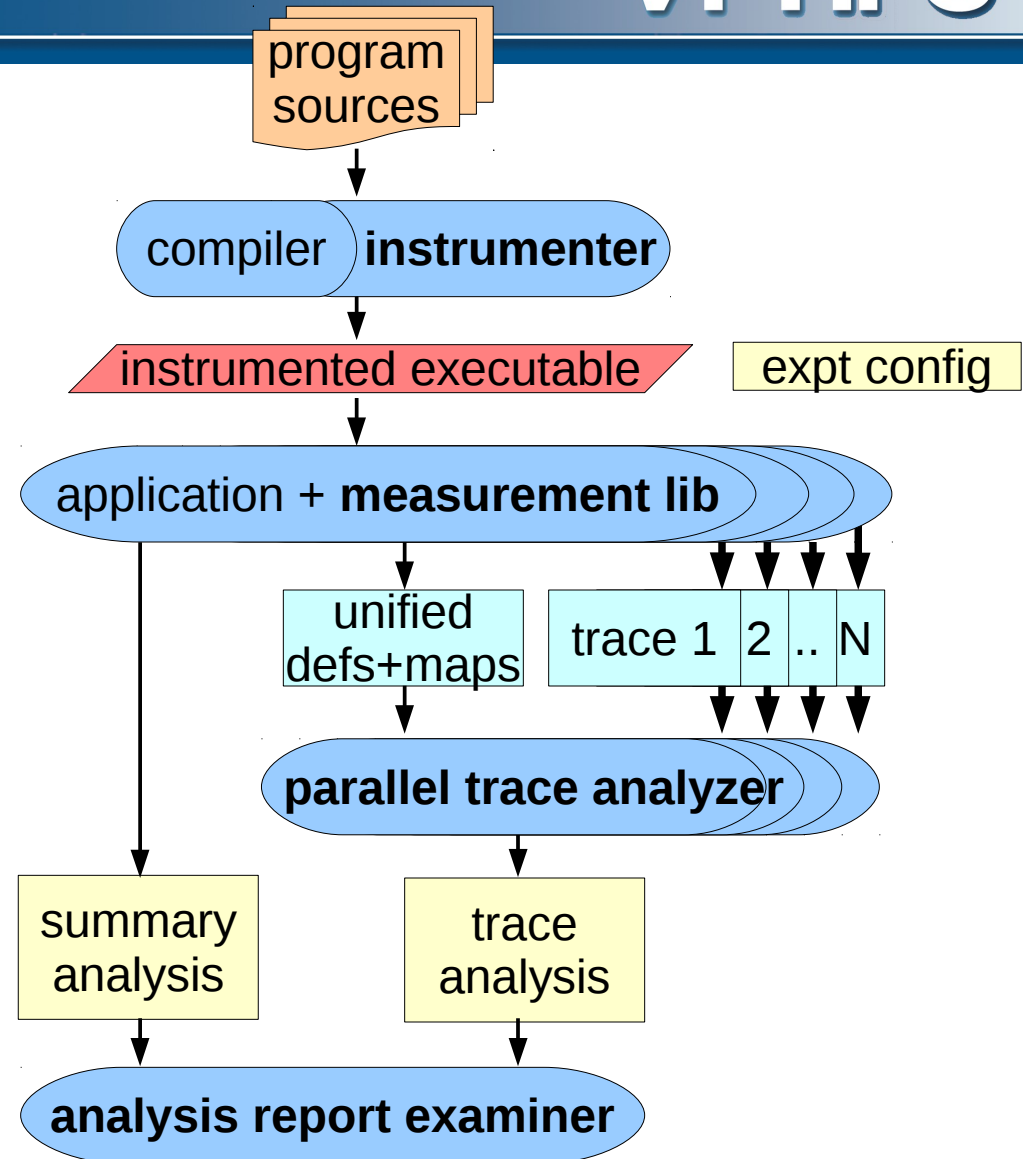 program
sources
compiler instrumenter
instrumented executable
expt config
application + measurement lib
unified
defs+maps
trace 1 2 .. N
parallel trace analyzer
summary
analysis
trace
analysis
analysis report examiner